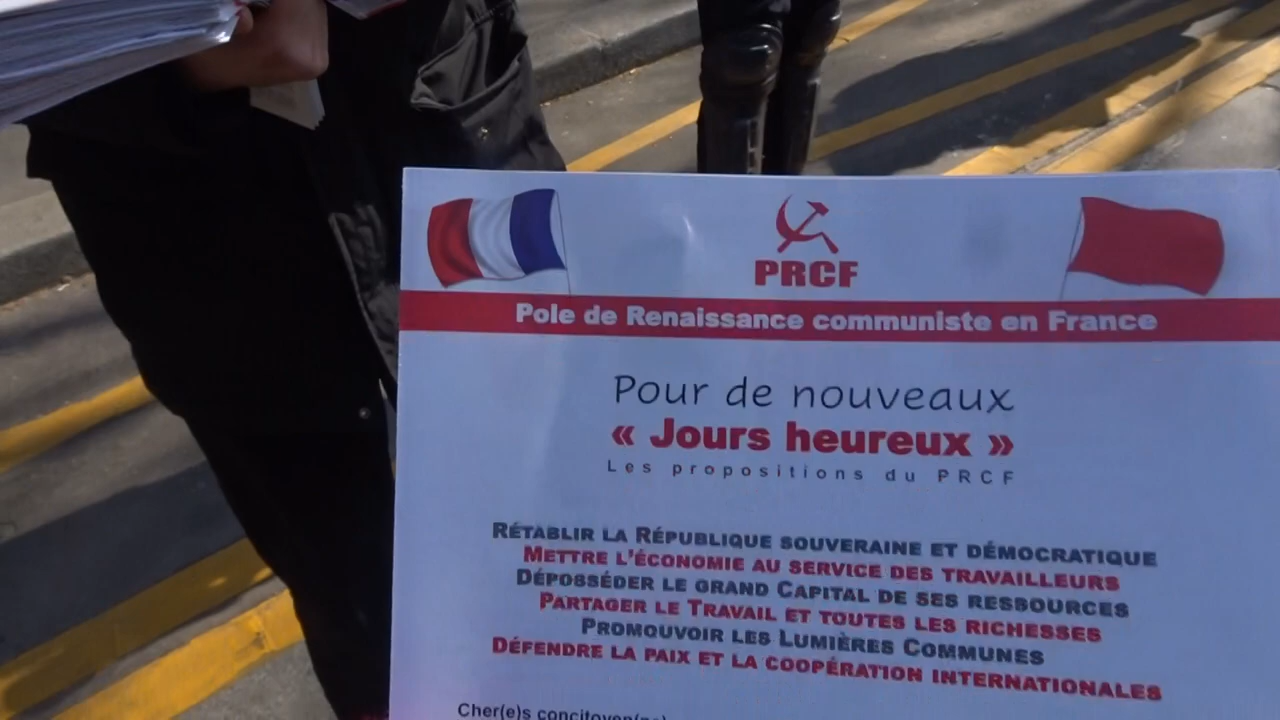 PRCF
Pole de Renaissance communiste en France
Pour de nouveaux
« Jours heureux »
Les propositions du PRCF
Rétablir la République souveraine et démocratique
Mettre l'économie au service des travailleurs
Déposséder le grand Capital de ses ressources
Partager le Travail et toutes les richesses
Promouvoir les Lumières Communes
Défendre la paix et la coopération internationales
Cher(e)s